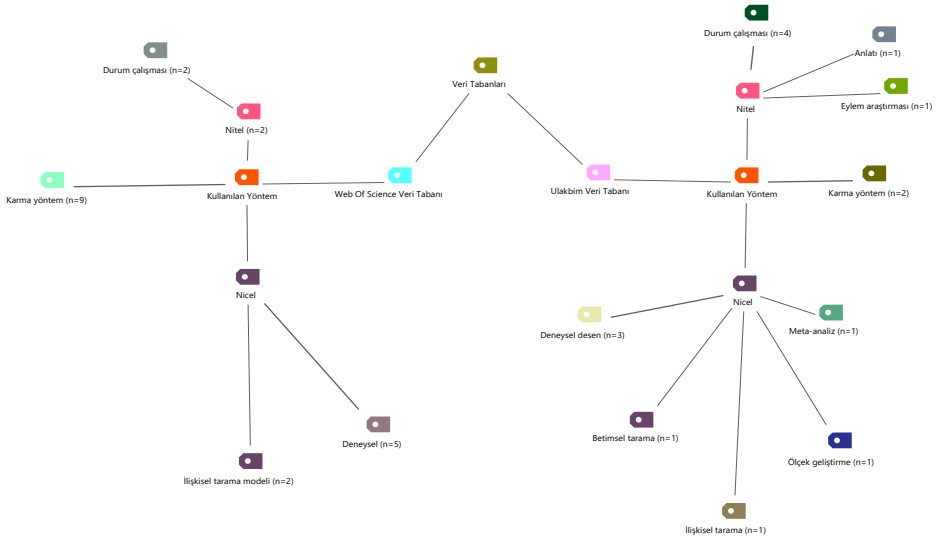 Durum çalışması (n=4)
Anlatı (n=1)
Durum çalışması (n=2)
Veri Tabanları
Eylem araştırması (n=1)
Nitel
Nitel (n=2)
Karma yöntem (n=9)
Kullanılan Yöntem
Web Of Science Veri Tabanı
Ulakbim Veri Tabanı
Kullanılan Yöntem
Karma yöntem (n=2)
Nicel
Nicel
Deneysel desen (n=3)
Meta-analiz (n=1)
Deneysel (n=5)
Betimsel tarama (n=1)
Ölçek geliştirme (n=1)
İlişkisel tarama modeli (n=2)
İlişkisel tarama (n=1)